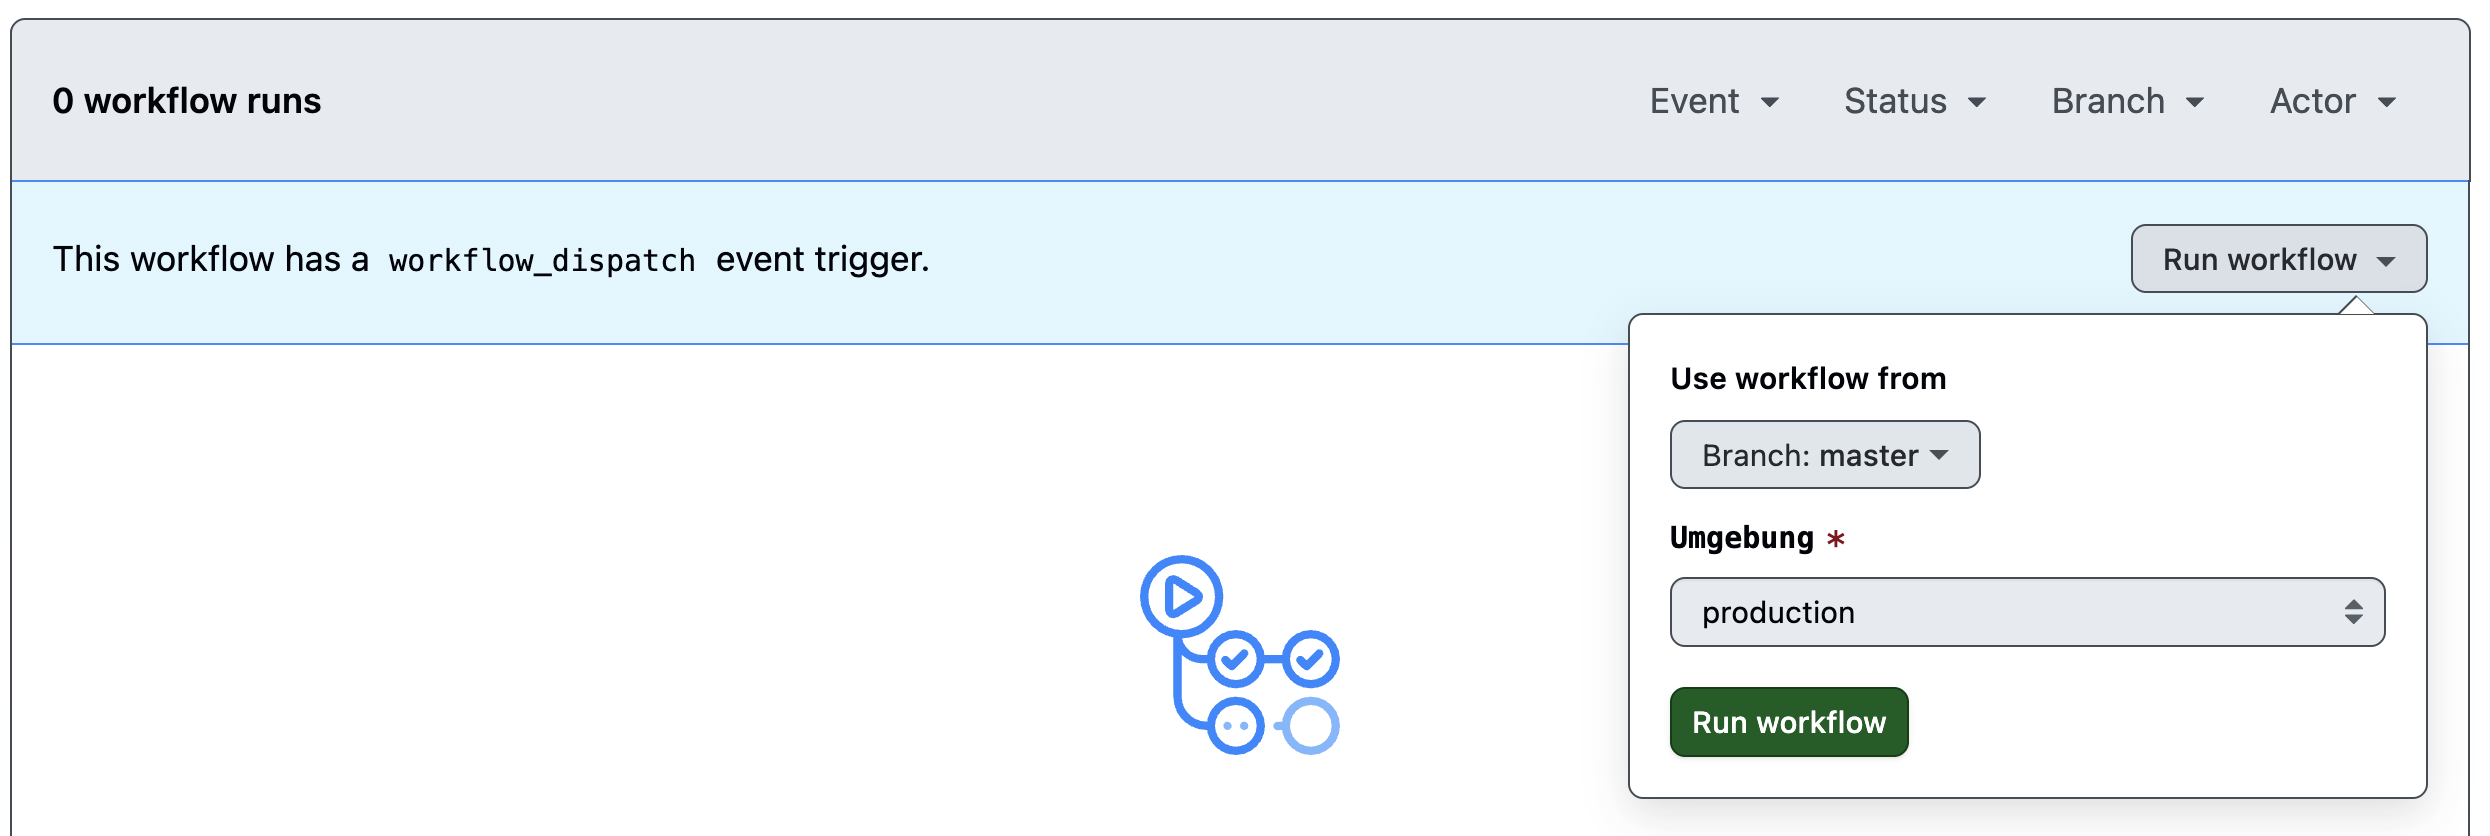 0 workflow runs
Event Status Branch Actor
This workflow has a workflow_dispatch event trigger.
Run workflow
Use workflow from
Branch: master
Umgebung *
production
Run workflow